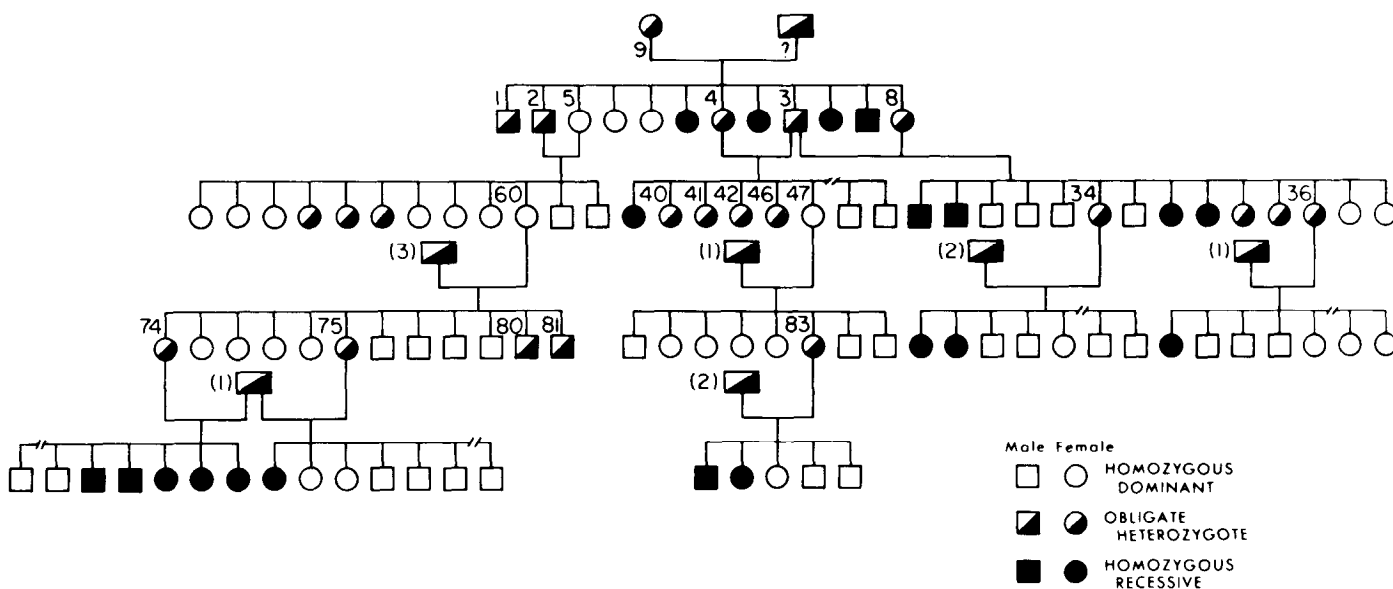 9 ?
1 2 5 4 3 8
60 40 41 42 46 47 34 36
(3) (1) (2) (1)
74 75 80 81 83
(1) (2)
Male Female
HOMOZYGOUS
DOMINANT
OBLIGATE
HETEROZYGOTE
HOMOZYGOUS
RECESSIVE